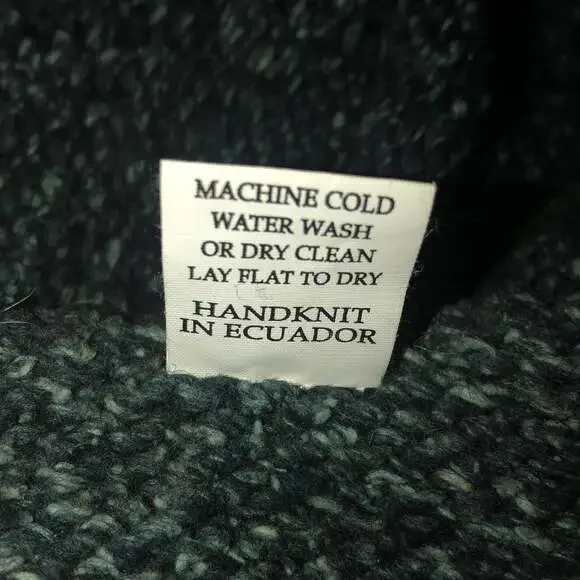 MACHINE COLD
WATER WASH
OR DRY CLEAN
LAY FLAT TO DRY
HANDKNIT
IN ECUADOR